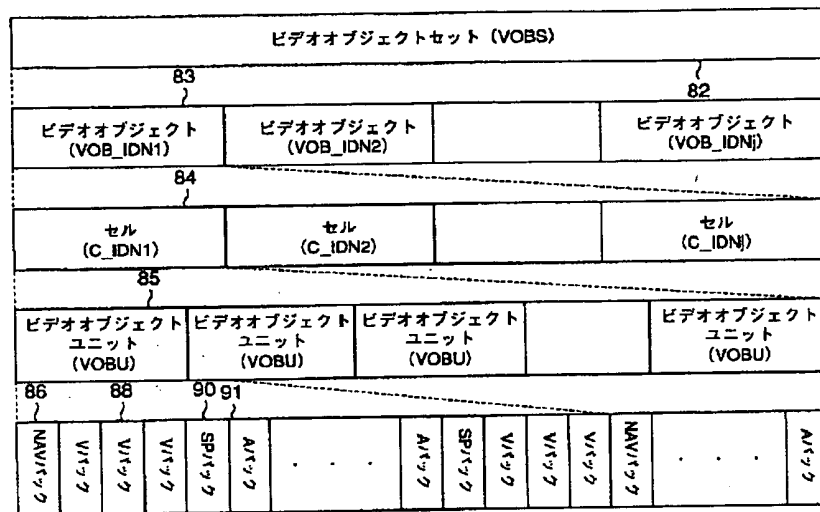 ビデオオブジェクトセット (VOBS)
83
82
ビデオオブジェクト
(VOB_IDN1)
ビデオオブジェクト
(VOB_IDN2)
ビデオオブジェクト
(VOB_IDNj)
84
セル
(C_IDN1)
セル
(C_IDN2)
セル
(C_IDNj)
85
ビデオオブジェクト
ユニット
(VOBU)
ビデオオブジェクト
ユニット
(VOBU)
ビデオオブジェクト
ユニット
(VOBU)
ビデオオブジェクト
ユニット
(VOBU)
86
88
90
91
NAVパック
Vパック
Vパック
Vパック
SPパック
Aパック
・・・・
Aパック
SPパック
Vパック
Vパック
Vパック
NAVパック
・・・
Aパック